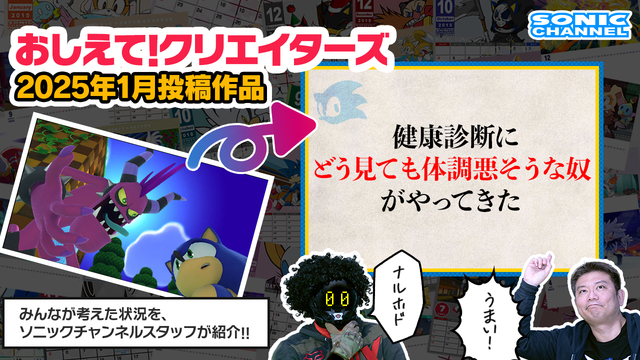 SONIC
CHANNEL
おしえて!クリエイターズ
2025年1月投稿作品
健康診断に
どう見ても体調悪そうな奴
がやってきた
ナルホド
うまい!
みんなが考えた状況を、
ソニックチャンネルスタッフが紹介!!